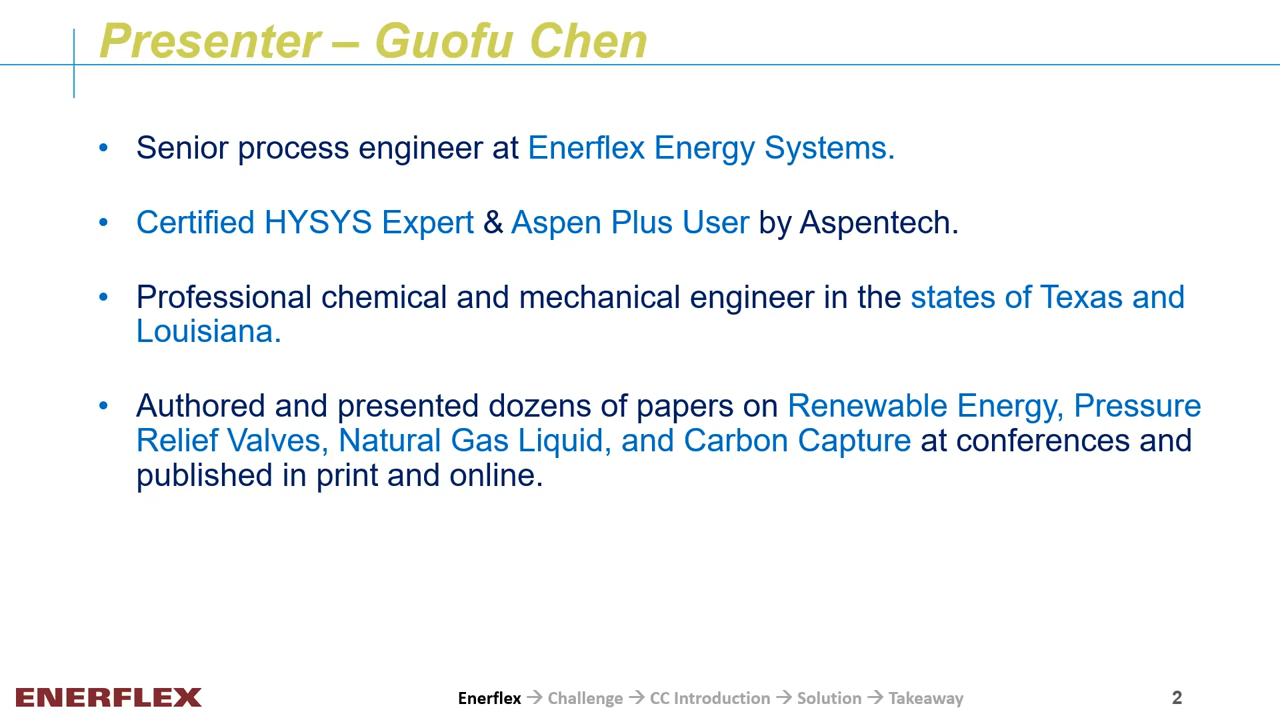 Presenter – Guofu Chen
• Senior process engineer at Enerflex Energy Systems.
• Certified HYSYS Expert & Aspen Plus User by Aspentech.
• Professional chemical and mechanical engineer in the states of Texas and
Louisiana.
• Authored and presented dozens of papers on Renewable Energy, Pressure
Relief Valves, Natural Gas Liquid, and Carbon Capture at conferences and
published in print and online.
ENERFLEX
Enerflex → Challenge → CC Introduction → Solution → Takeaway
2